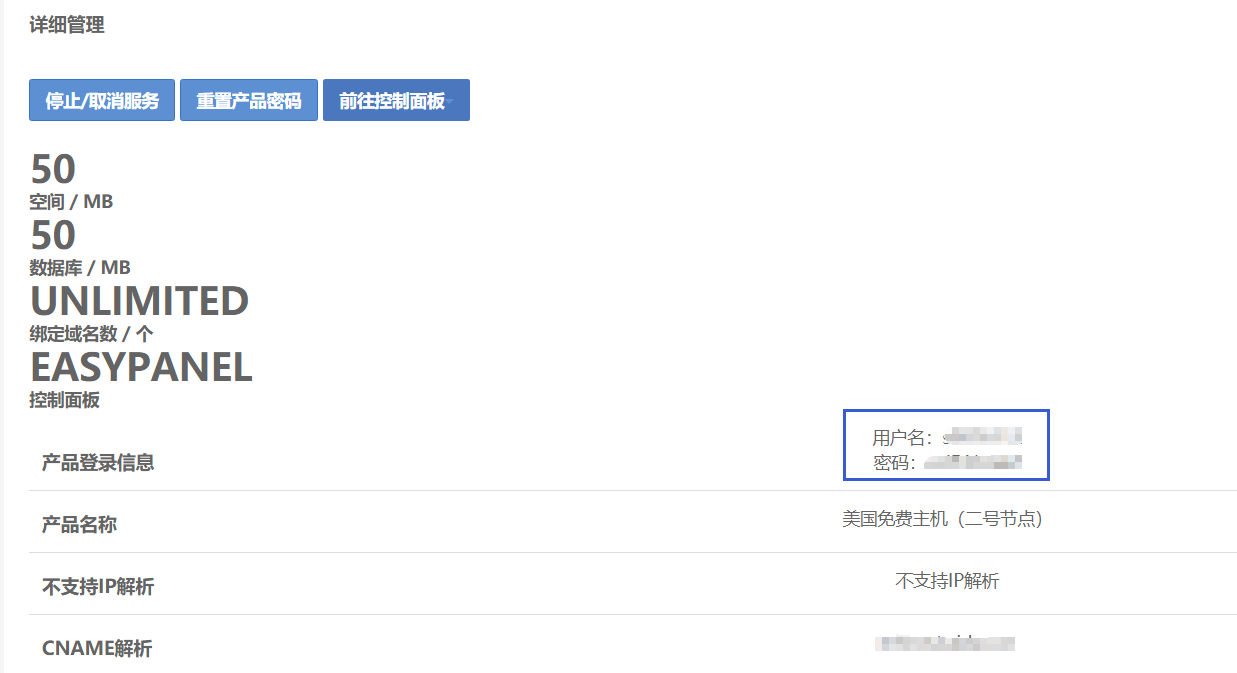 详细管理
停止/取消服务 重置产品密码 前往控制面板
50
空间 / MB
50
数据库 / MB
UNLIMITED
绑定域名数 / 个
EASYPANEL
控制面板
产品登录信息
用户名：
密码：
产品名称 美国免费主机（二号节点）
不支持IP解析 不支持IP解析
CNAME解析